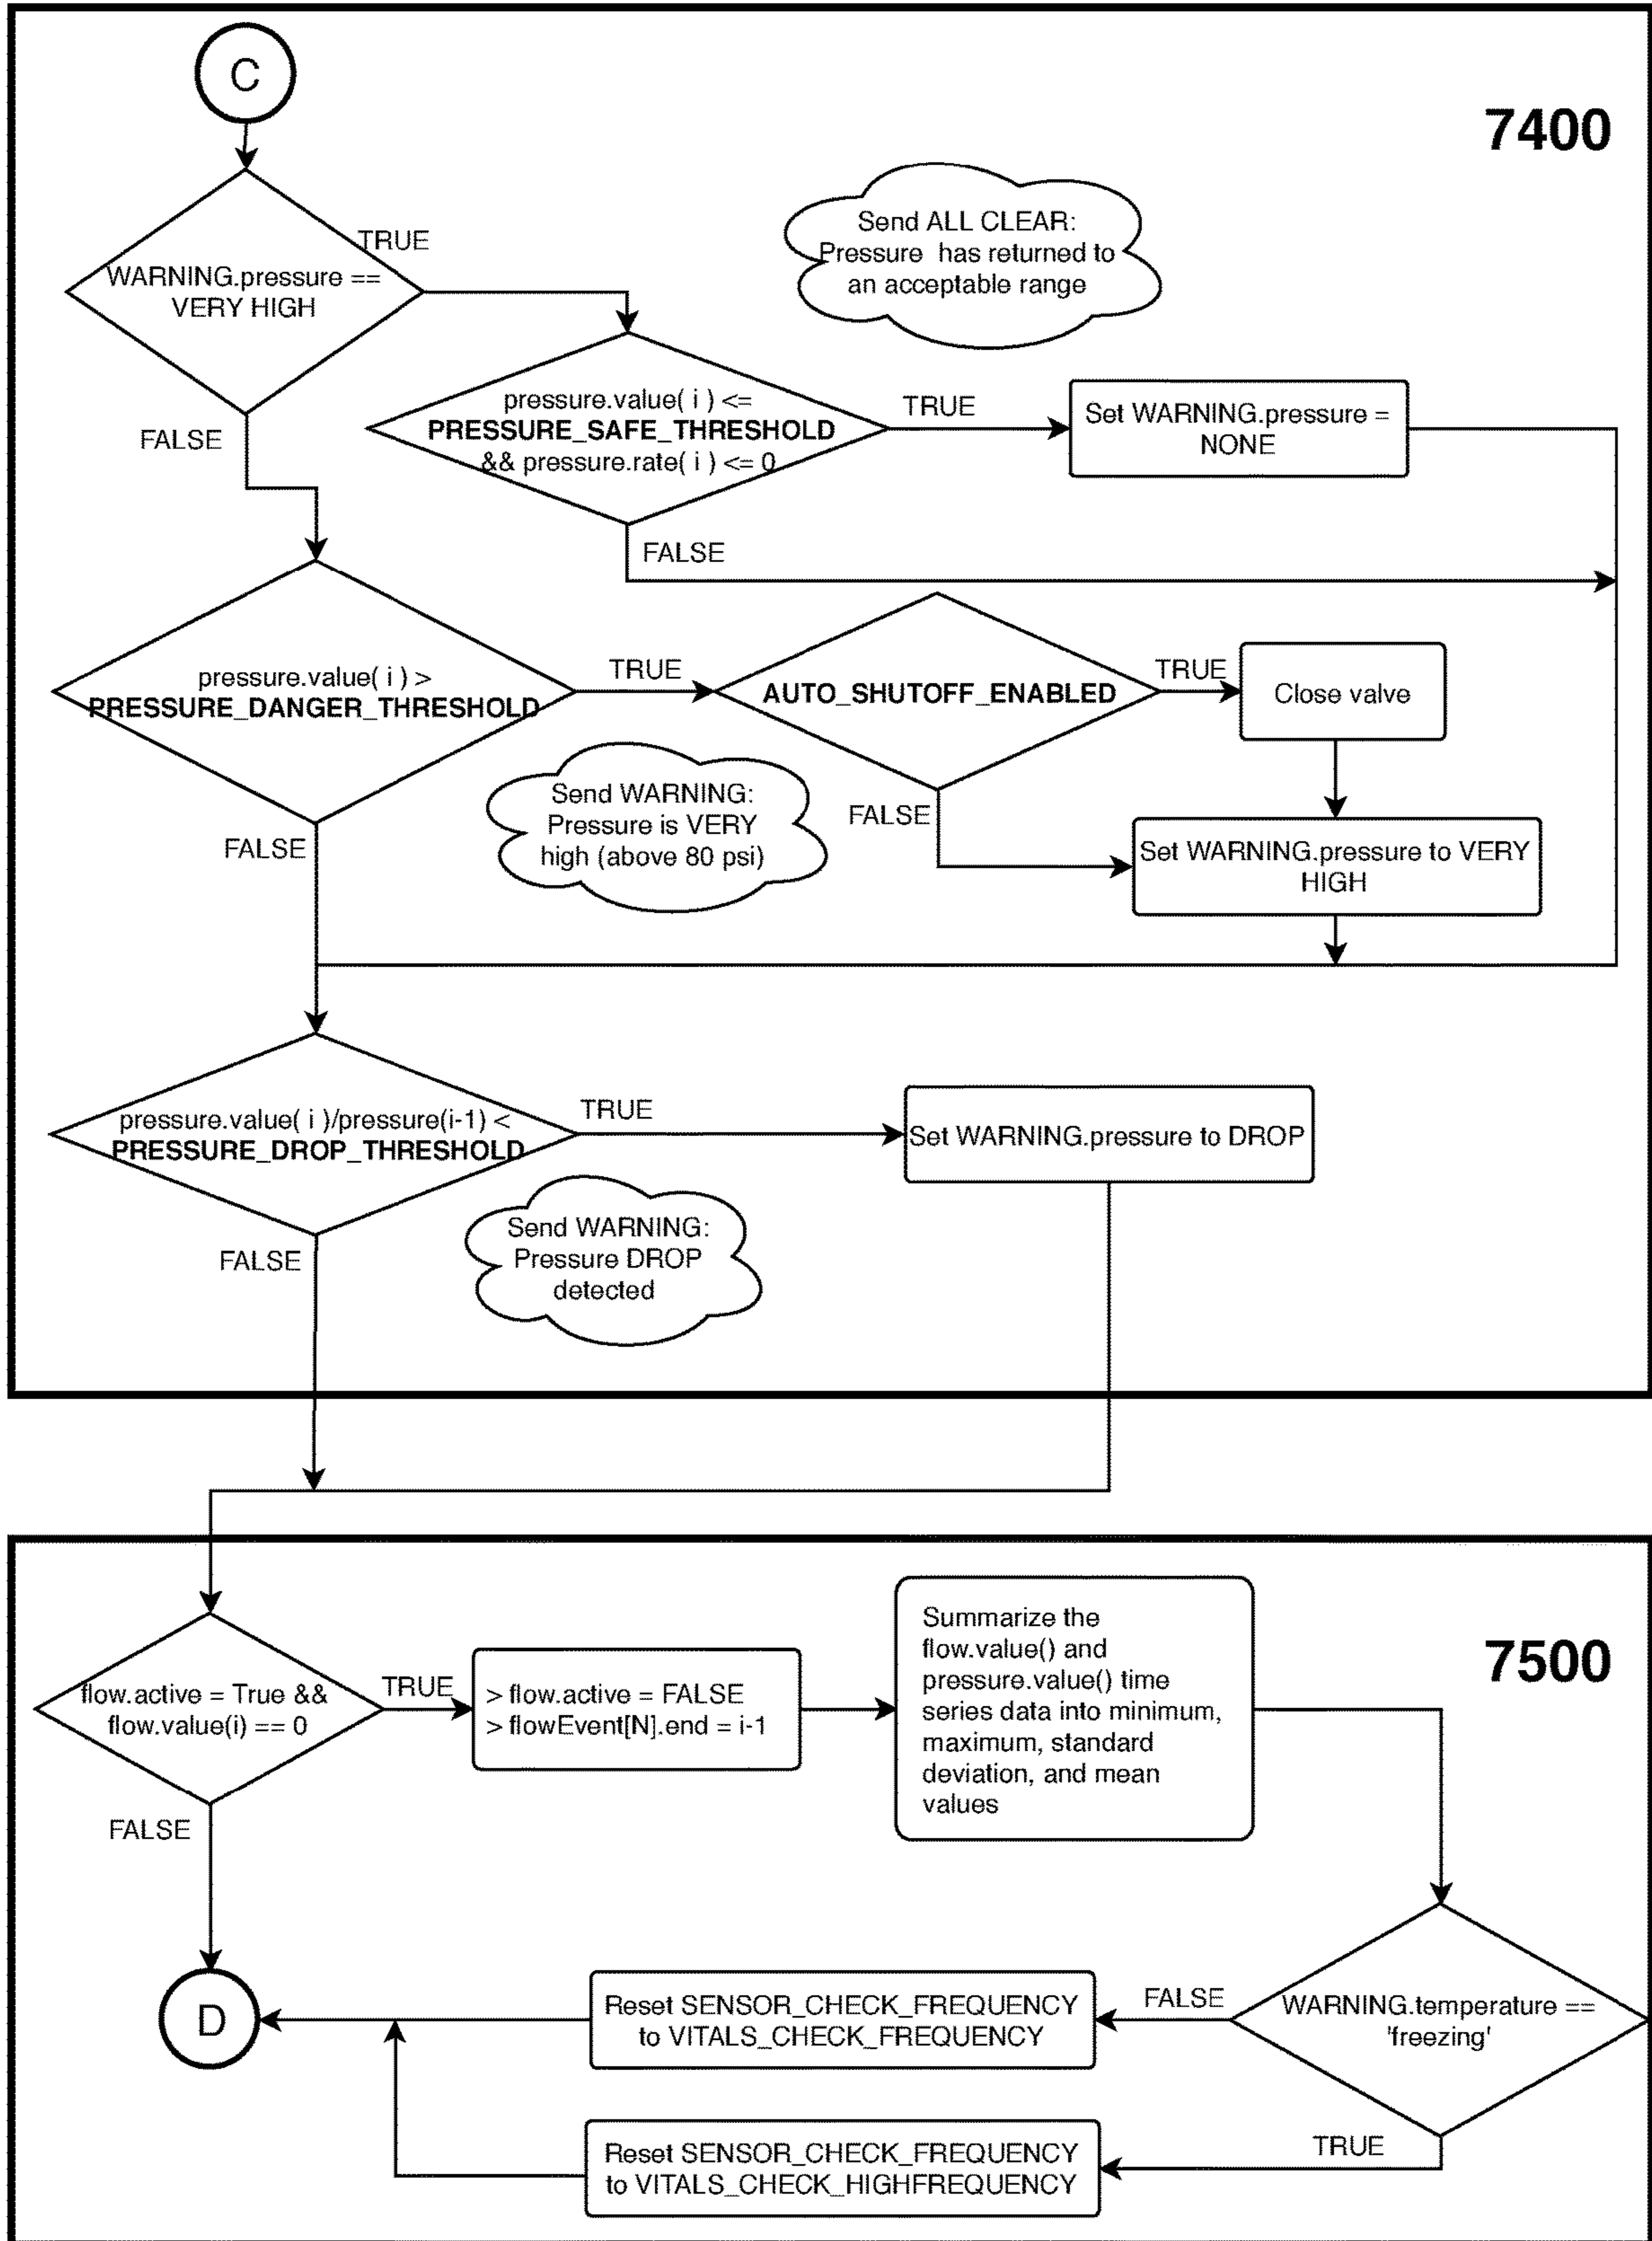 C
7400
Send ALL CLEAR:
Pressure has returned to
an acceptable range
TRUE
WARNING.pressure ==
VERY HIGH
FALSE
pressure.value( i ) <=
PRESSURE_SAFE_THRESHOLD
&& pressure.rate( i ) <= 0
TRUE
Set WARNING.pressure =
NONE
FALSE
pressure.value( i ) >
PRESSURE_DANGER_THRESHOLD
TRUE
AUTO_SHUTOFF_ENABLED
TRUE
Close valve
Send WARNING:
Pressure is VERY
high (above 80 psi)
FALSE
FALSE
Set WARNING.pressure to VERY
HIGH
pressure.value( i )/pressure(i-1) <
PRESSURE_DROP_THRESHOLD
TRUE
Set WARNING.pressure to DROP
Send WARNING:
Pressure DROP
detected
FALSE
7500
flow.active = True &&
flow.value(i) == 0
TRUE
> flow.active = FALSE
> flowEvent[N].end = i-1
Summarize the
flow.value() and
pressure.value() time
series data into minimum,
maximum, standard
deviation, and mean
values
FALSE
D
Reset SENSOR_CHECK_FREQUENCY
to VITALS_CHECK_FREQUENCY
FALSE
WARNING.temperature ==
'freezing'
TRUE
Reset SENSOR_CHECK_FREQUENCY
to VITALS_CHECK_HIGHFREQUENCY